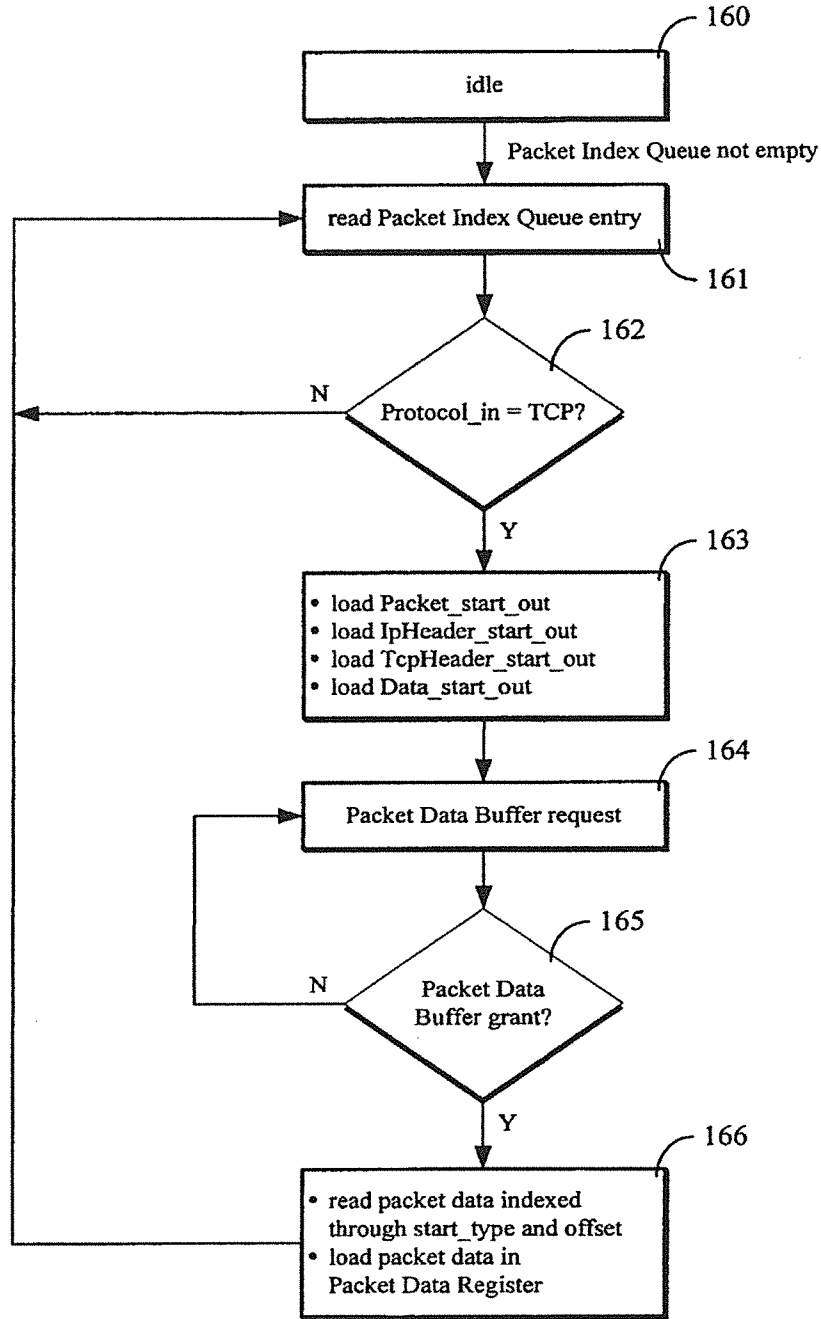 160
idle
Packet Index Queue not empty
read Packet Index Queue entry
161
162
N
Protocol_in = TCP?
Y
163
• load Packet_start_out
• load IpHeader_start_out
• load TcpHeader_start_out
• load Data_start_out
164
Packet Data Buffer request
165
N
Packet Data
Buffer grant?
Y
166
• read packet data indexed
through start_type and offset
• load packet data in
Packet Data Register